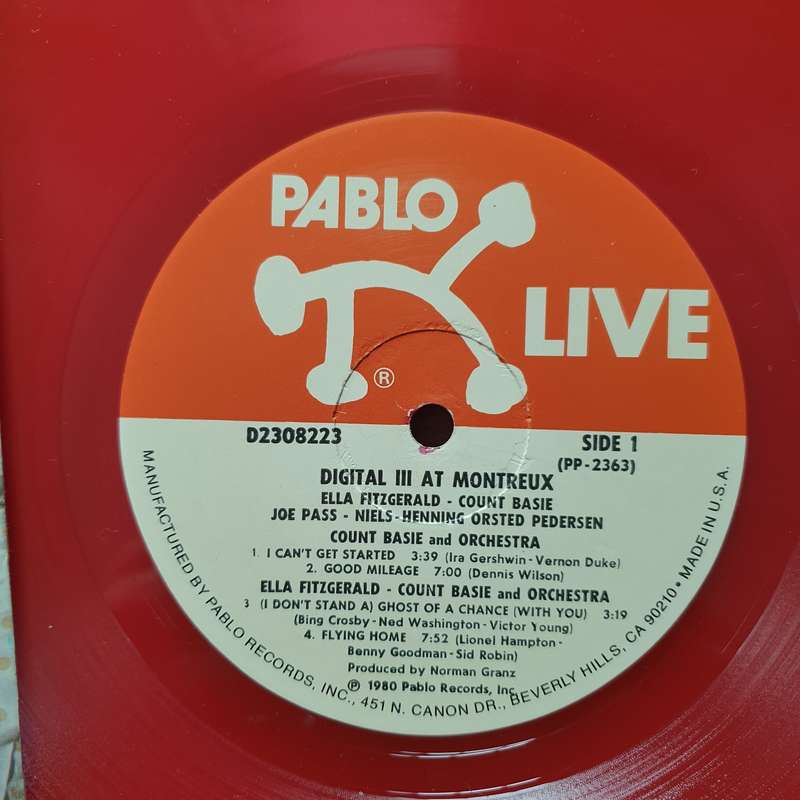 PABLO
LIVE
®
D2308223
SIDE 1
(PP-2363)
DIGITAL III AT MONTREUX
ELLA FITZGERALD - COUNT BASIE
JOE PASS - NIELS-HENNING ORSTED PEDERSEN
COUNT BASIE and ORCHESTRA
1. I CAN'T GET STARTED 3:39 (Ira Gershwin-Vernon Duke)
2. GOOD MILEAGE 7:00 (Dennis Wilson)
ELLA FITZGERALD - COUNT BASIE and ORCHESTRA
3 (I DON'T STAND A) GHOST OF A CHANCE (WITH YOU) 3:19
(Bing Crosby-Ned Washington-Victor Young)
4. FLYING HOME 7:52 (Lionel Hampton-
Benny Goodman-Sid Robin)
Produced by Norman Granz
℗ 1980 Pablo Records, Inc.
MANUFACTURED BY PABLO RECORDS, INC., 451 N. CANON DR., BEVERLY HILLS, CA 90210 • MADE IN U.S.A.